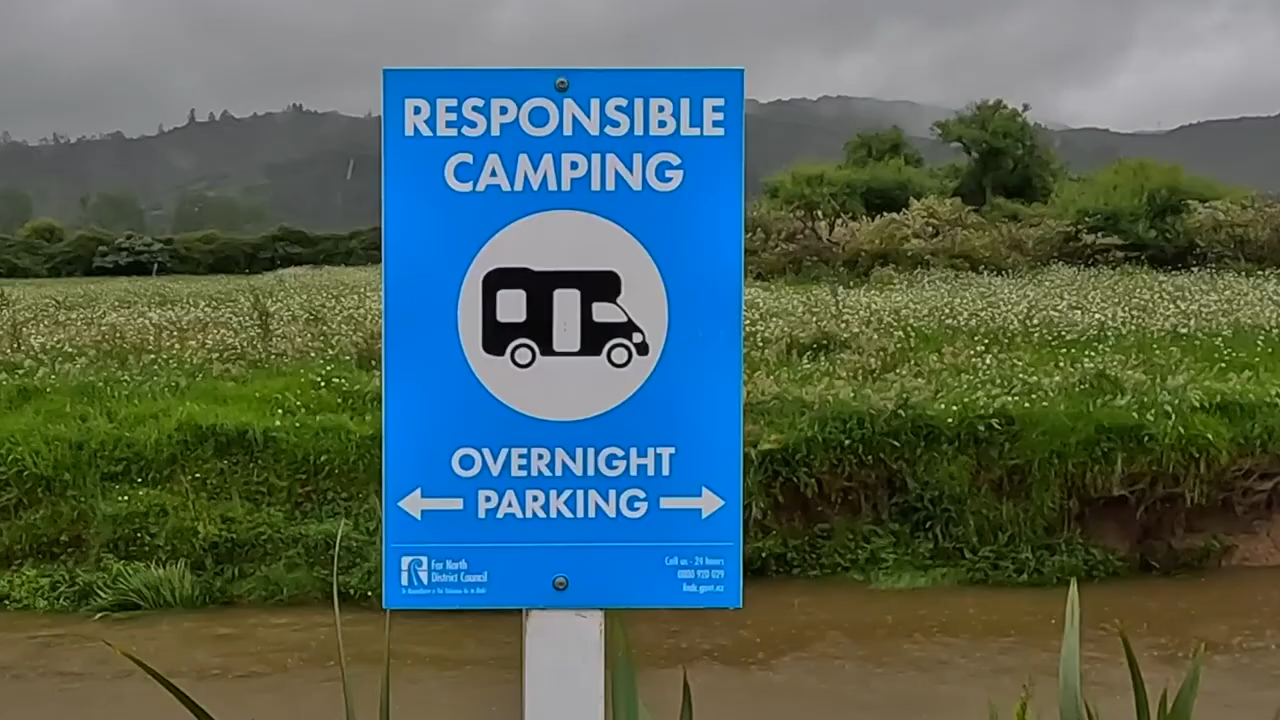 RESPONSIBLE
CAMPING
OVERNIGHT
PARKING
Far North
District Council
Call us - 24 hours
0800 920 029
fndc.govt.nz